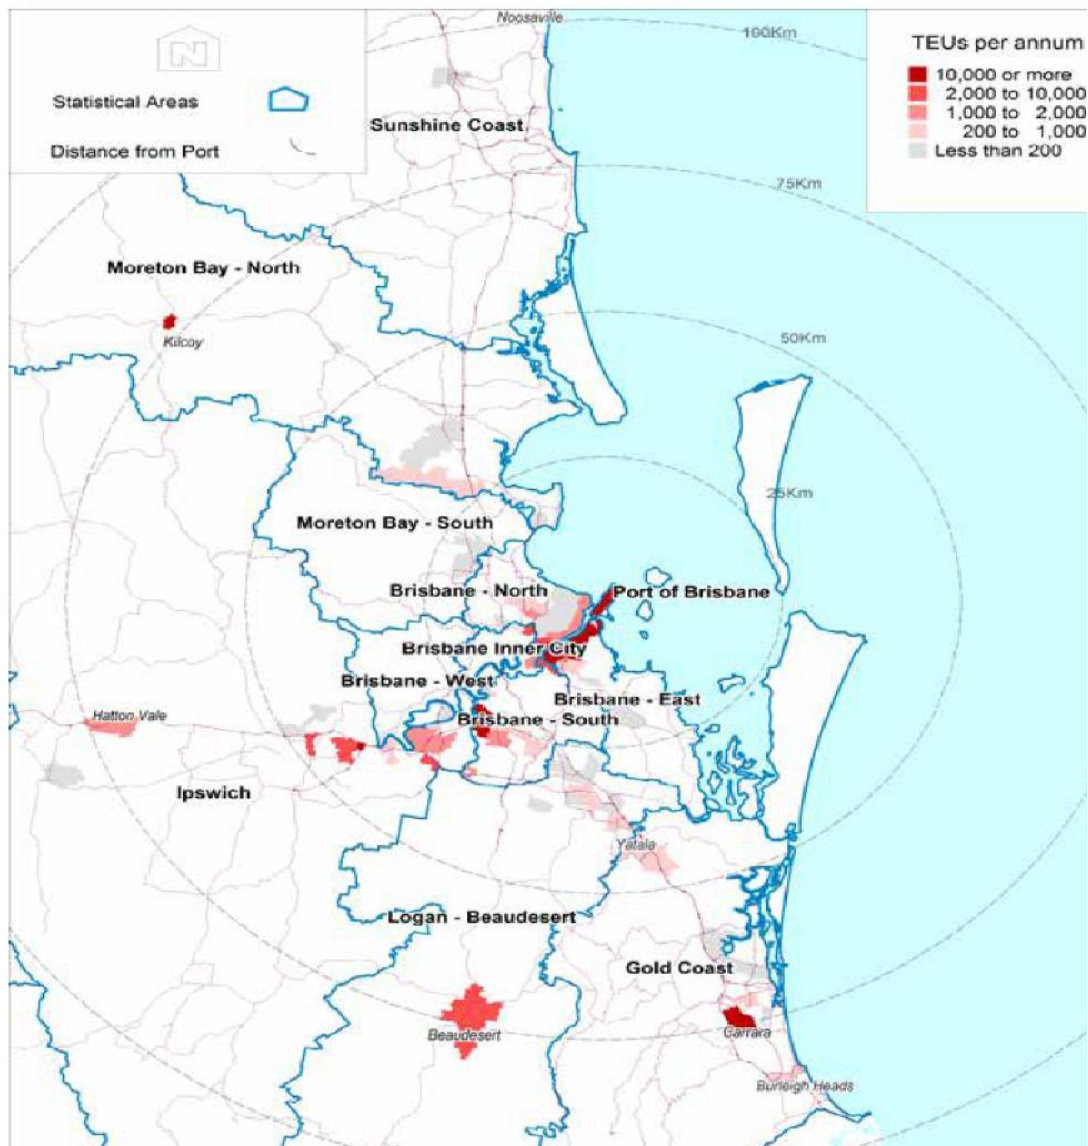 Noosaville
100Km
TEUs per annum
10,000 or more
2,000 to 10,000
1,000 to 2,000
200 to 1,000
Less than 200
N
Statistical Areas
Distance from Port
Sunshine Coast
75Km
Moreton Bay - North
Kilcoy
50Km
25Km
Moreton Bay - South
Brisbane - North
Port of Brisbane
Brisbane Inner City
Brisbane - West
Brisbane - East
Hatton Vale
Brisbane - South
Ipswich
Yatala
Logan - Beaudesert
Gold Coast
Beaudesert
Carrara
Burleigh Heads